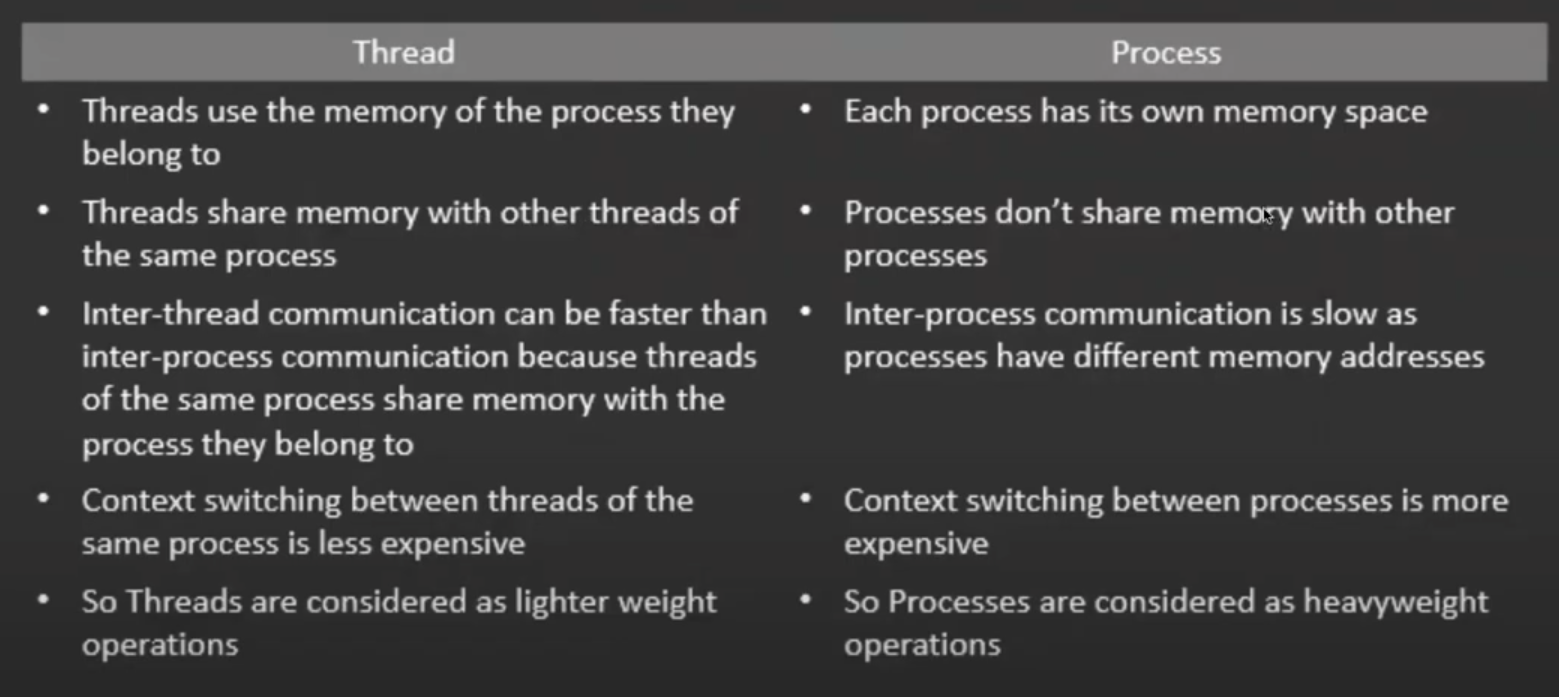 Thread
Process
• Threads use the memory of the process they
belong to
• Each process has its own memory space
• Threads share memory with other threads of
the same process
• Processes don’t share memory with other
processes
• Inter-thread communication can be faster than
inter-process communication because threads
of the same process share memory with the
process they belong to
• Inter-process communication is slow as
processes have different memory addresses
• Context switching between threads of the
same process is less expensive
• Context switching between processes is more
expensive
• So Threads are considered as lighter weight
operations
• So Processes are considered as heavyweight
operations